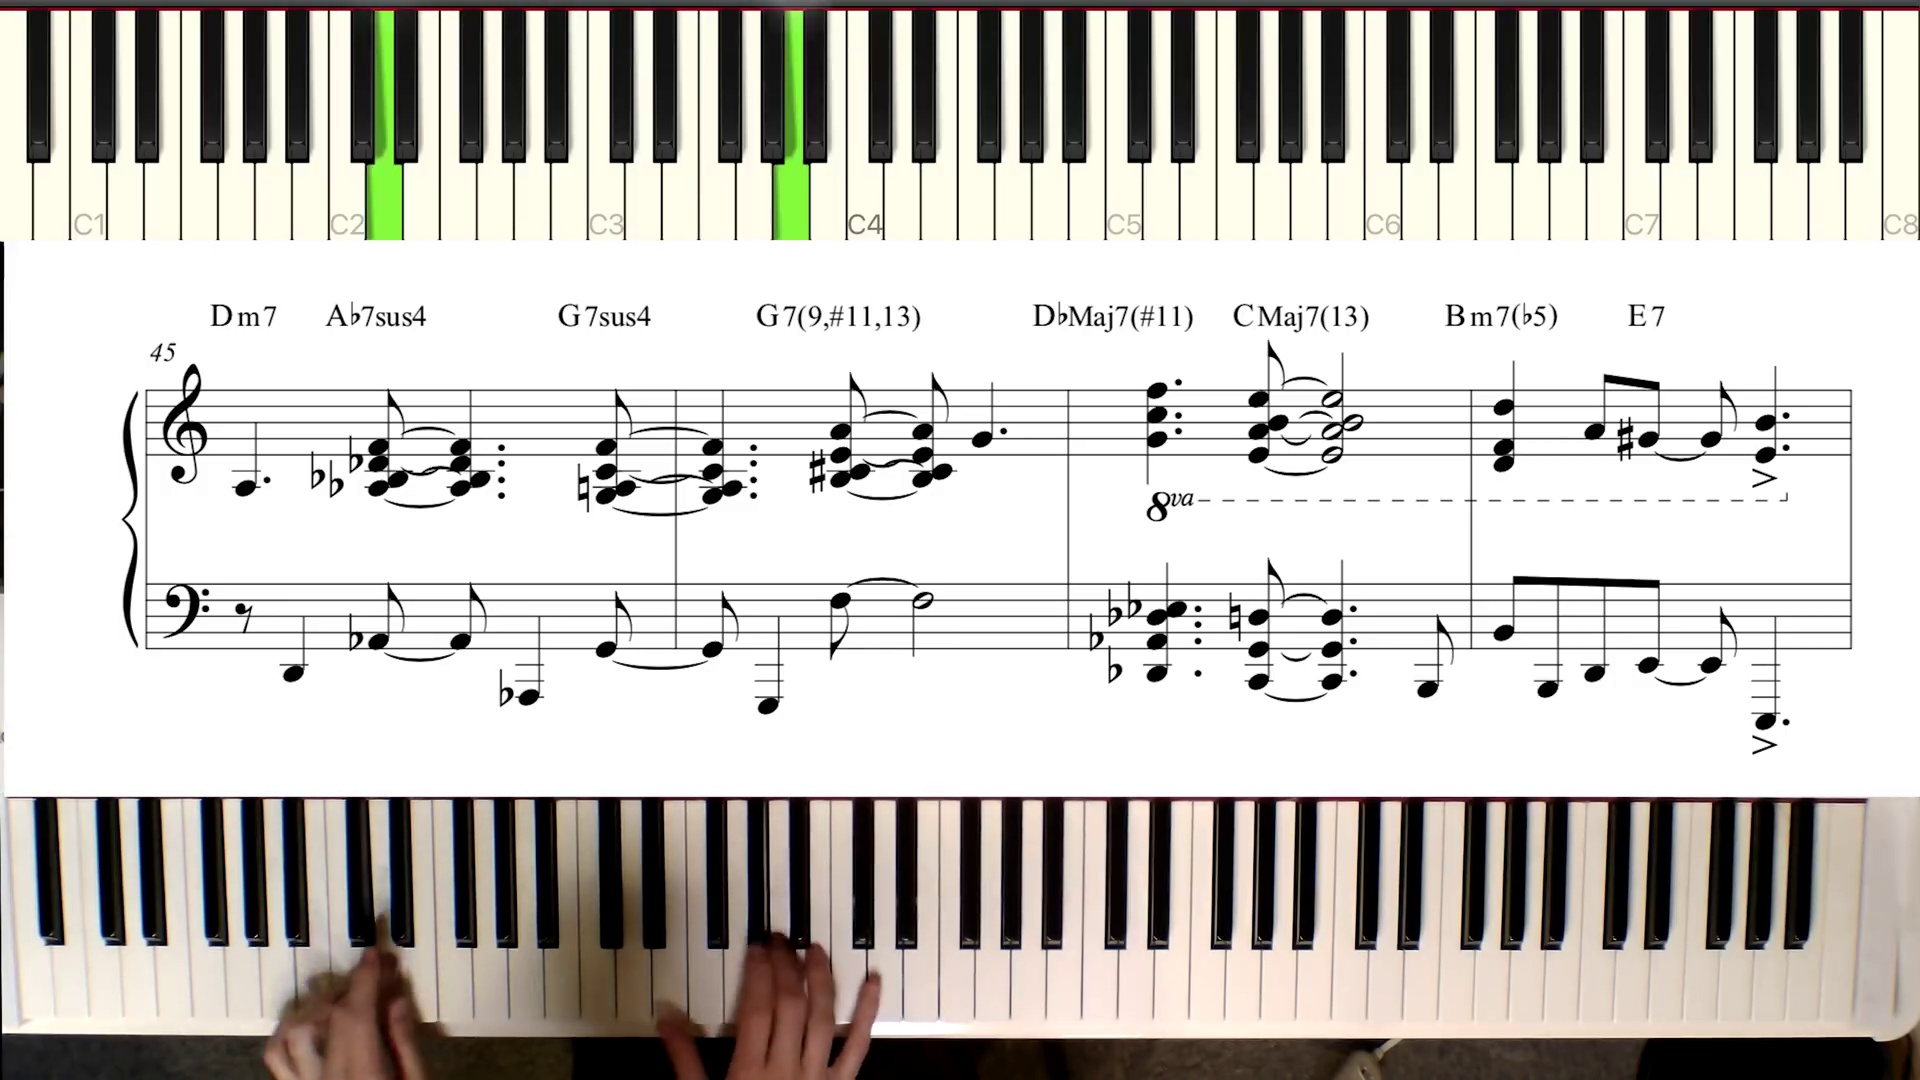 C1 C2 C3 C4 C5 C6 C7 C8
Dm7 A♭7sus4 G7sus4 G7(9,#11,13) D♭Maj7(#11) CMaj7(13) Bm7(♭5) E7
45
8va